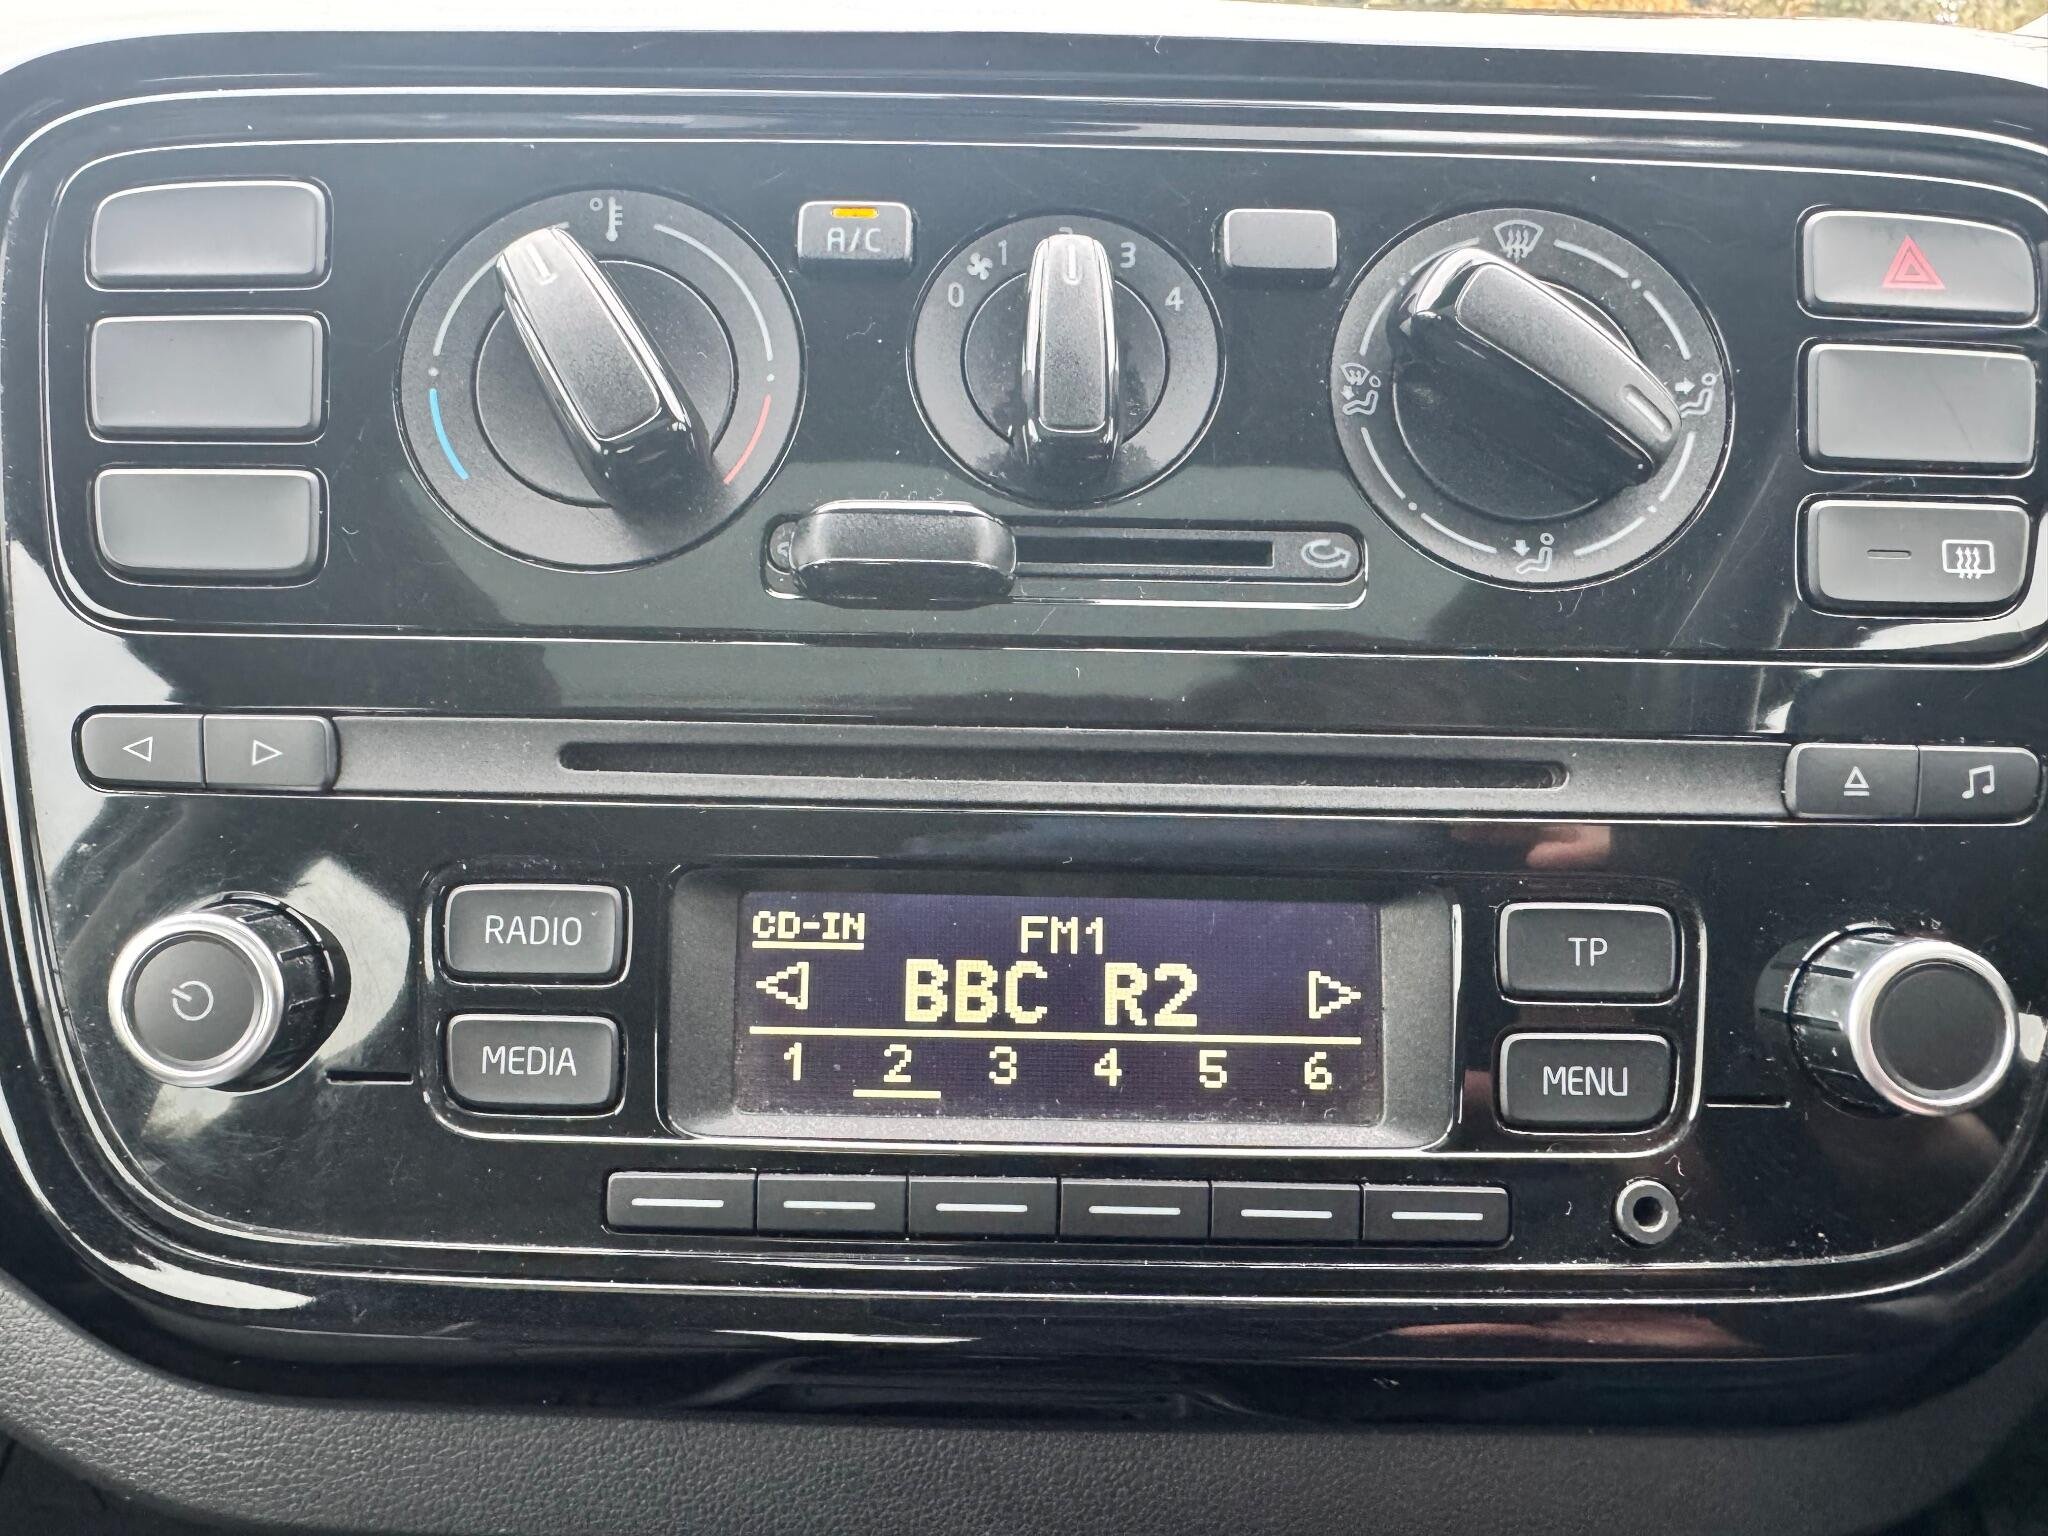 A/C
0 1 2 3 4
RADIO
MEDIA
CD-IN FM1
BBC R2
1 2 3 4 5 6
TP
MENU